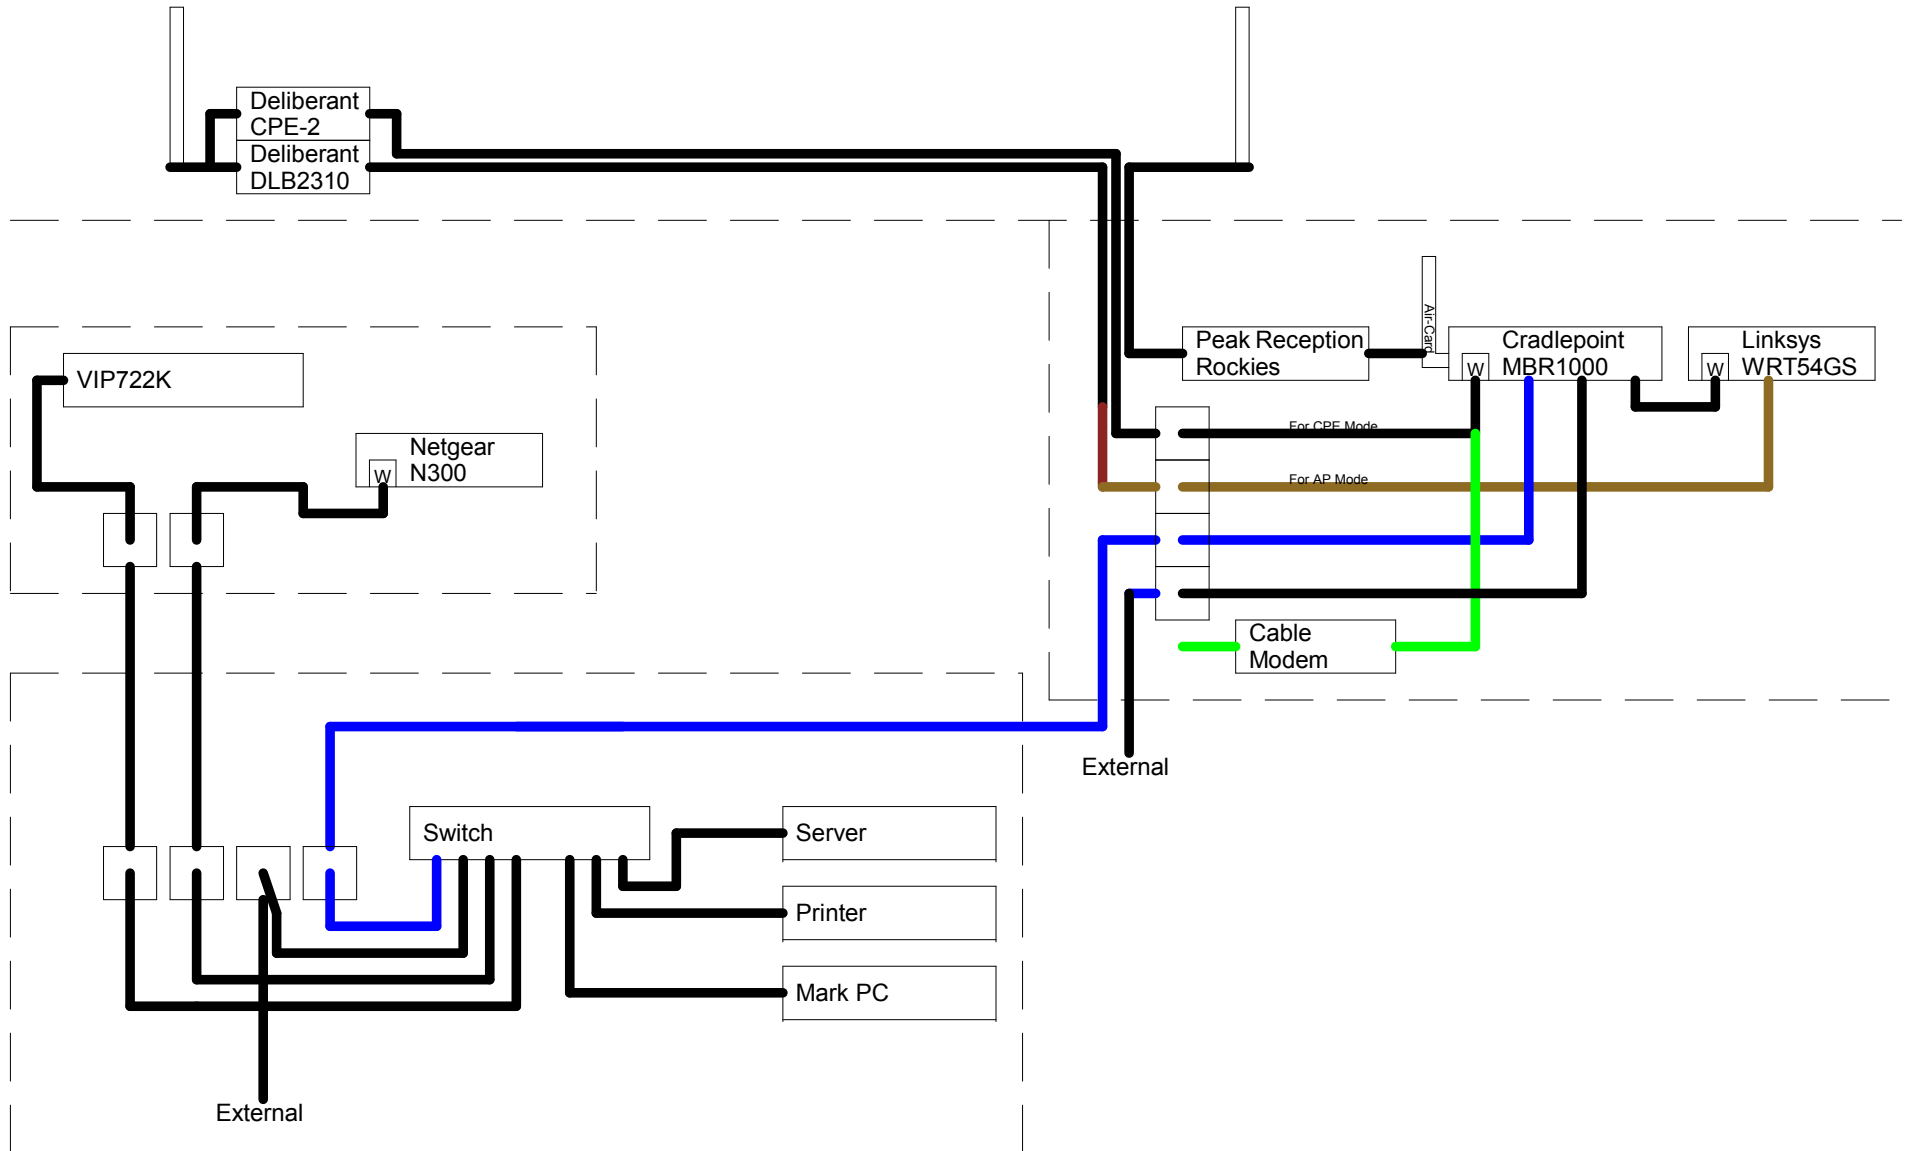 Deliberant
CPE-2
Deliberant
DLB2310
Air-Card
Peak Reception
Rockies
Cradlepoint
W MBR1000
Linksys
W WRT54GS
VIP722K
Netgear
W N300
For CPE Mode
For AP Mode
Cable
Modem
External
Switch
Server
Printer
Mark PC
External